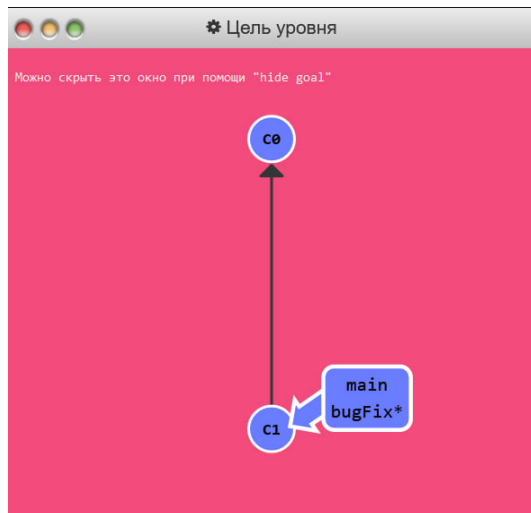 Цель уровня
Можно скрыть это окно при помощи "hide goal"
C0
main
bugFix*
C1